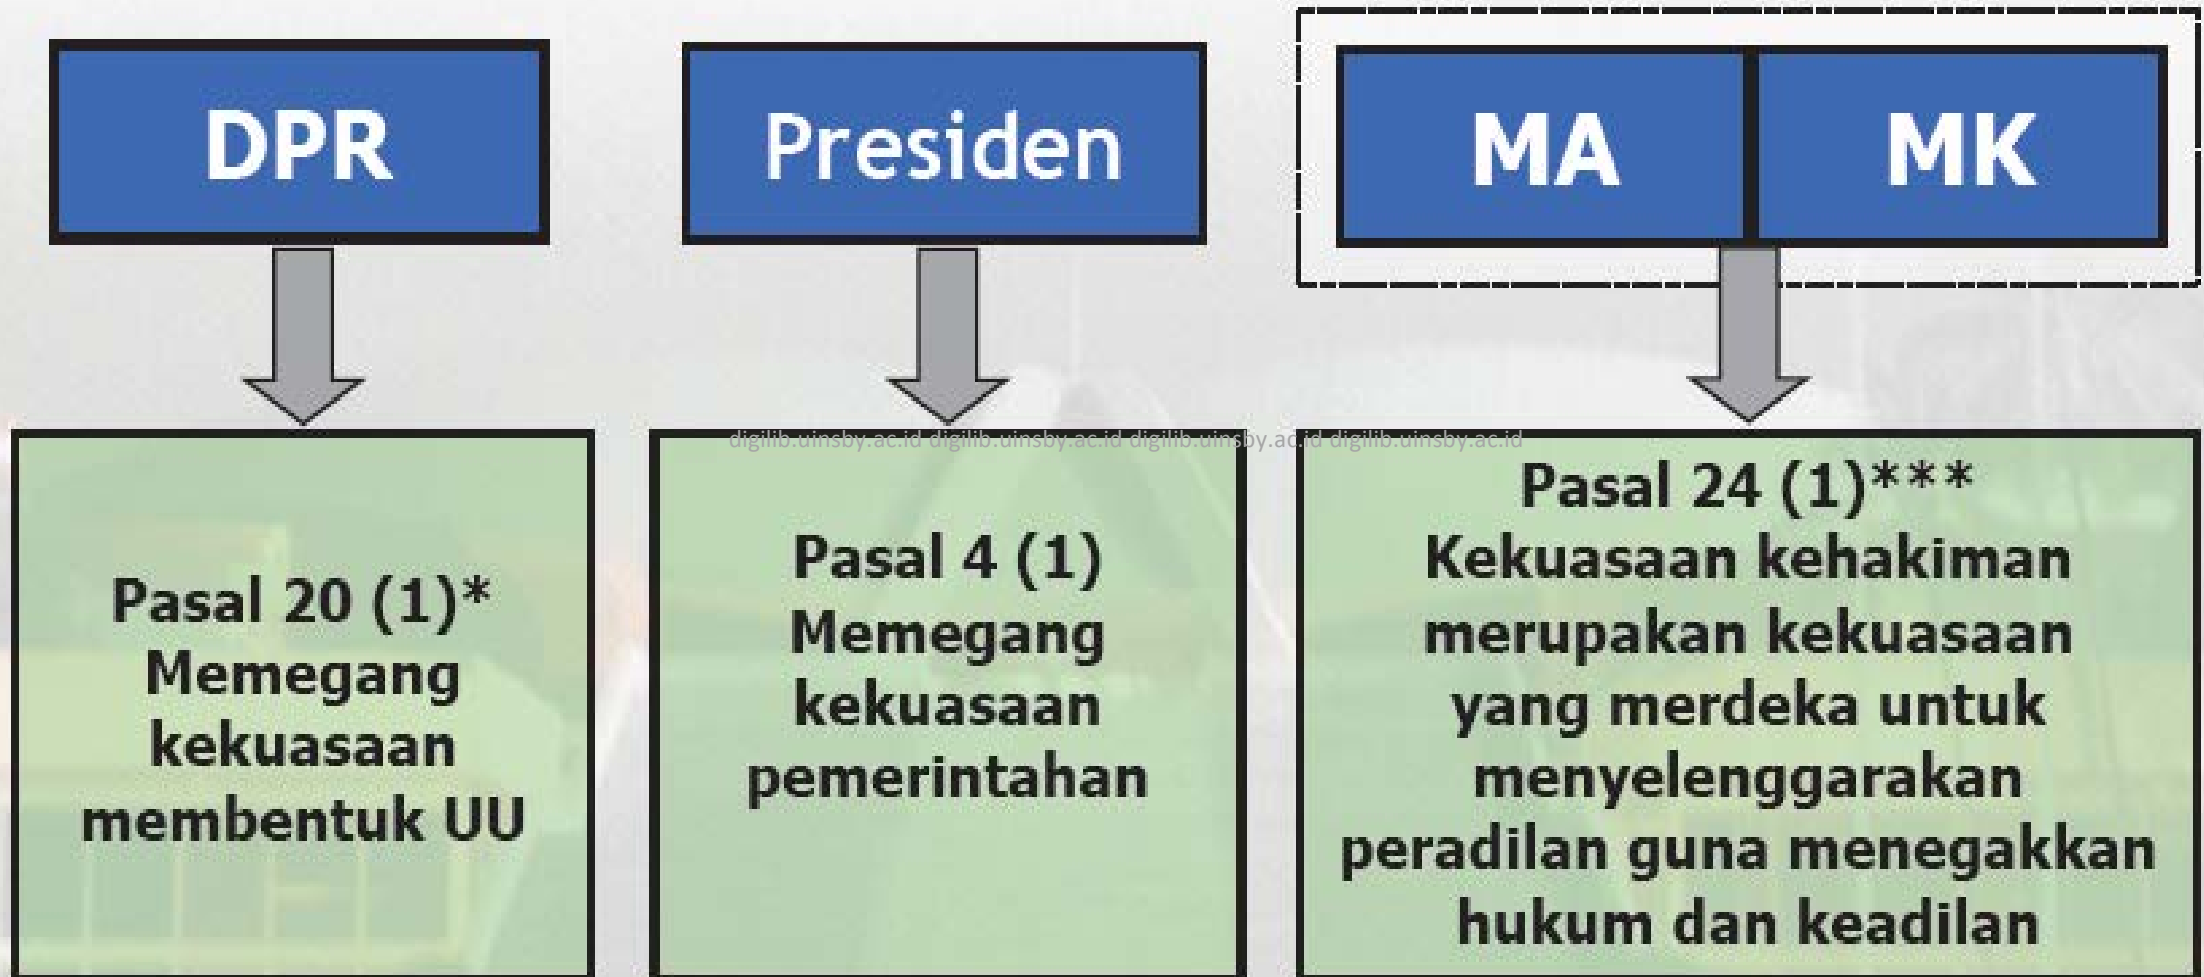 DPR
Presiden
MA
MK
digilib.uinsby.ac.id digilib.uinsby.ac.id digilib.uinsby.ac.id digilib.uinsby.ac.id
Pasal 20 (1)*
Memegang
kekuasaan
membentuk UU
Pasal 4 (1)
Memegang
kekuasaan
pemerintahan
Pasal 24 (1)***
Kekuasaan kehakiman
merupakan kekuasaan
yang merdeka untuk
menyelenggarakan
peradilan guna menegakkan
hukum dan keadilan